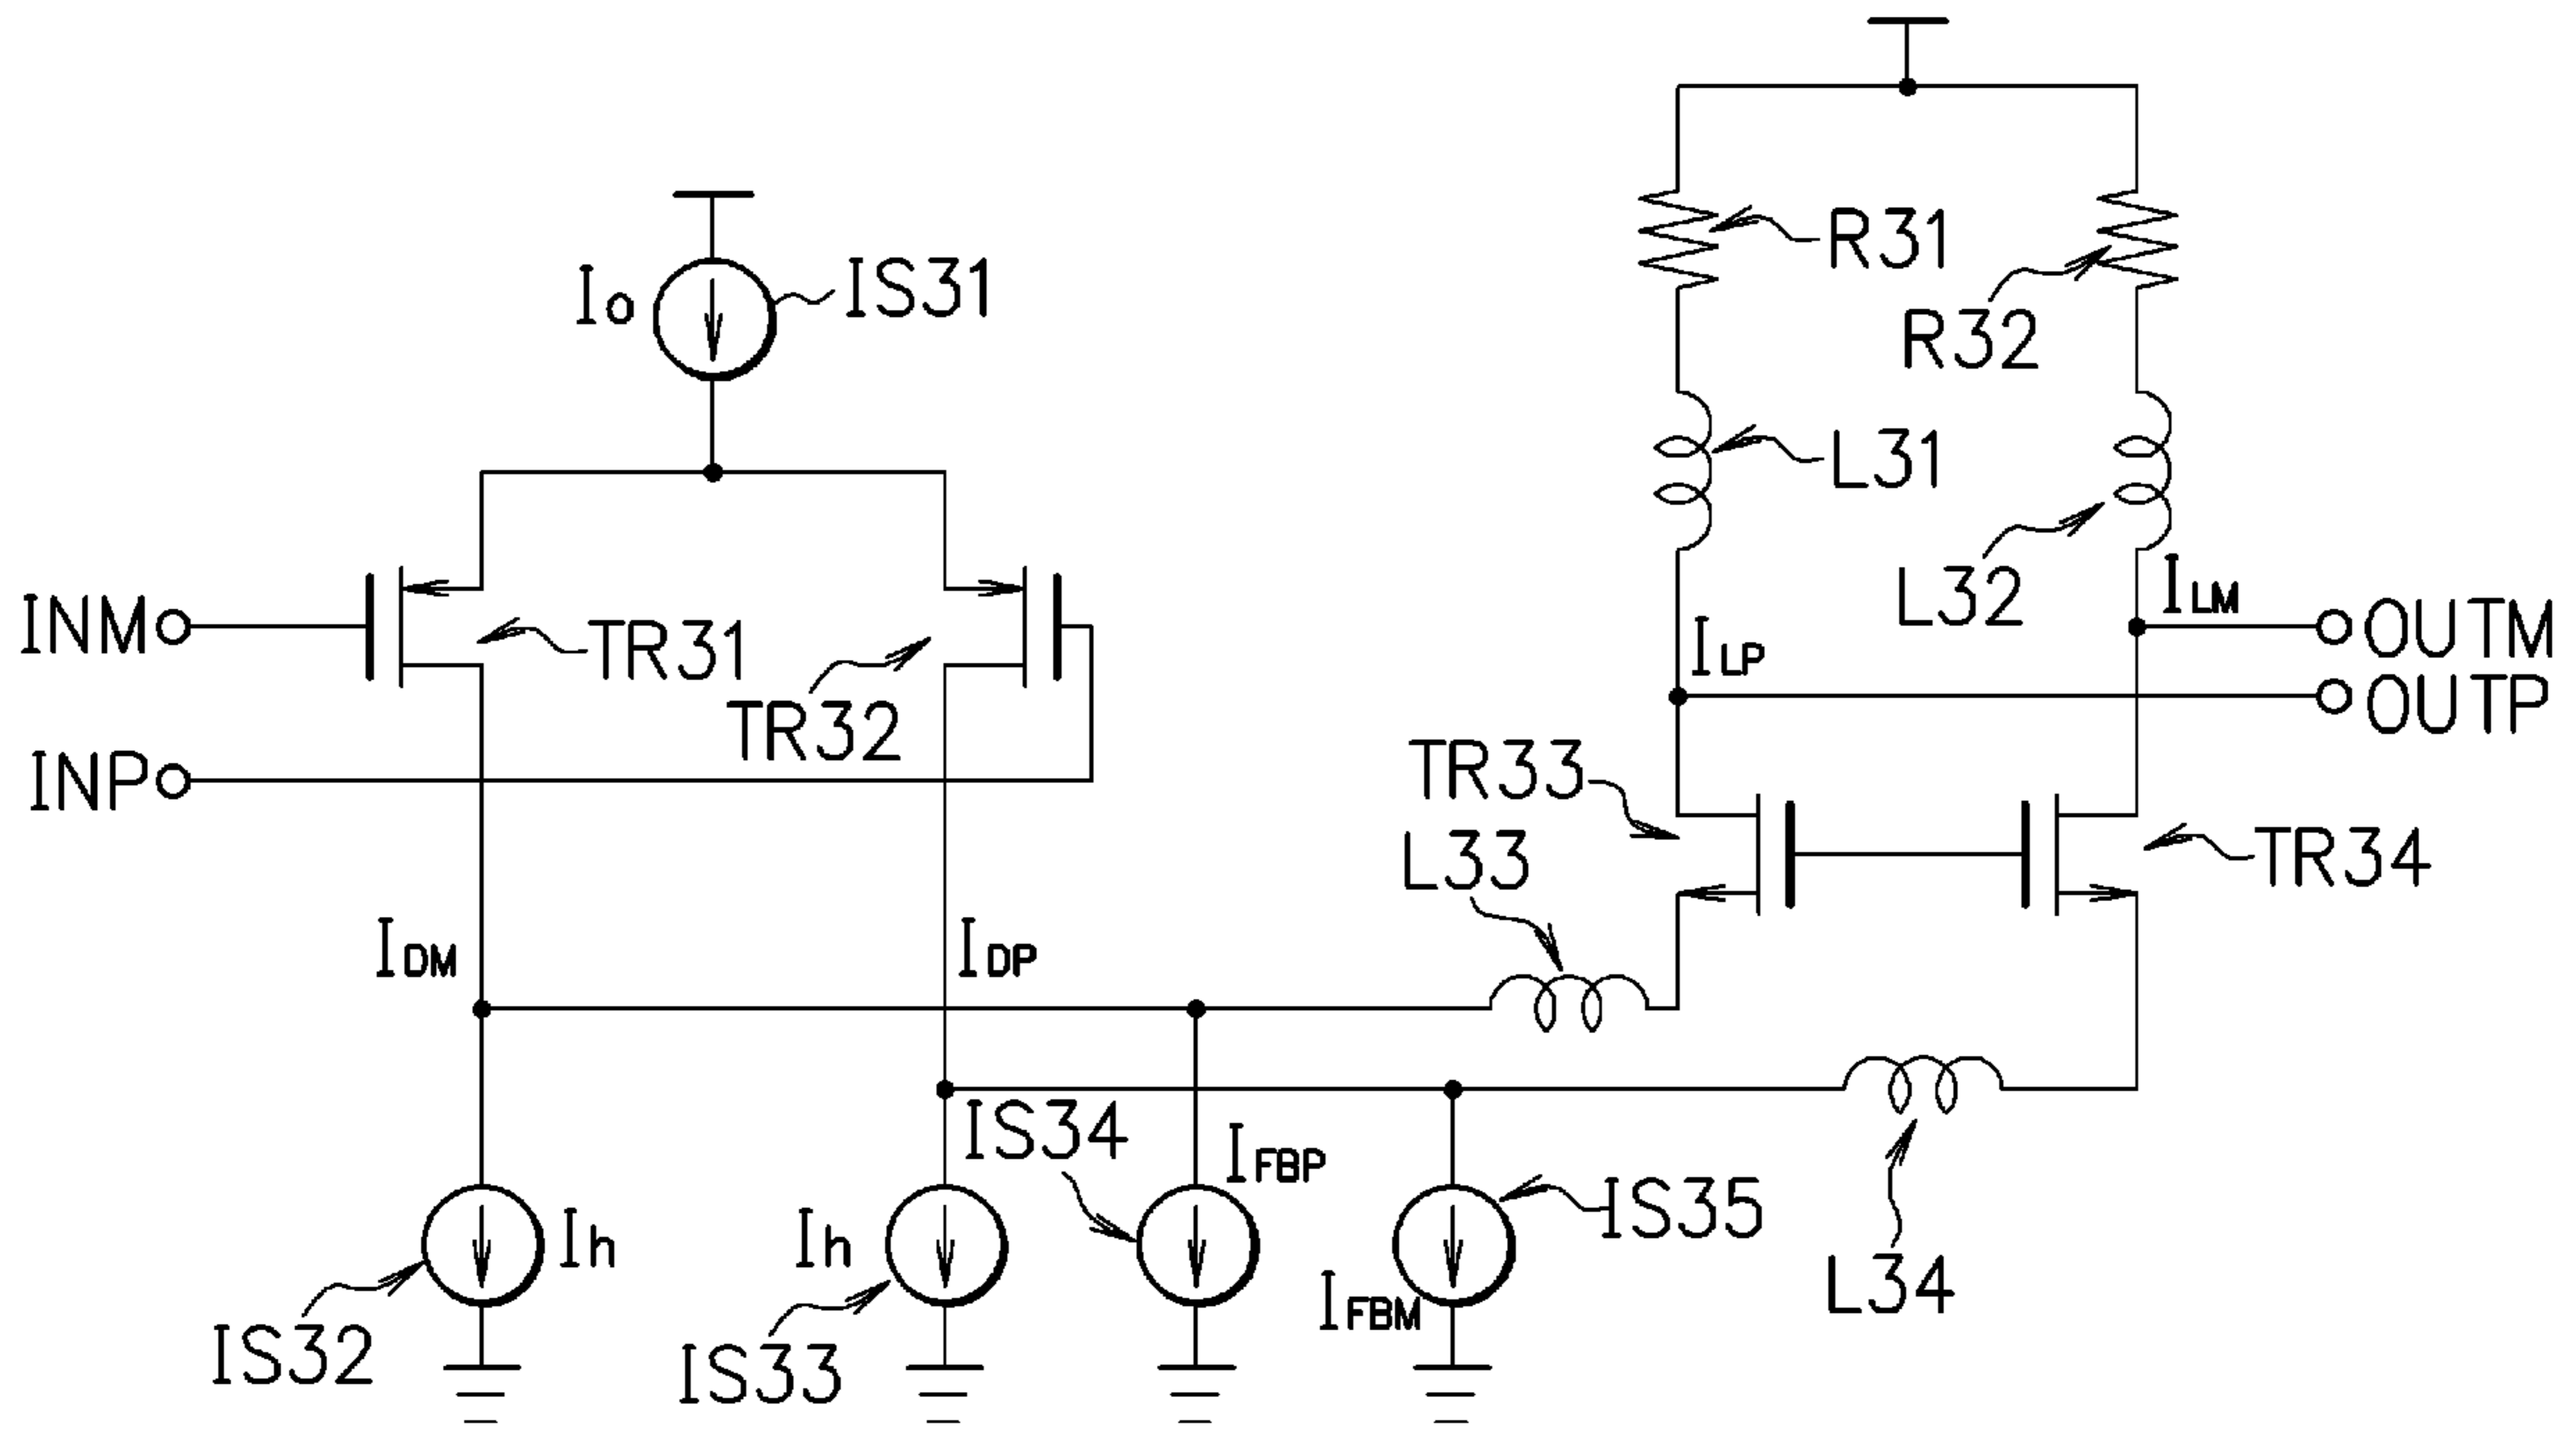 R31
IS31
Io
R32
L31
L32
ILM
INM
TR31
OUTM
ILP
OUTP
TR32
INP
TR33
L33
TR34
IDM
IDP
IS34
IFBP
IS35
Ih
Ih
L34
IFBM
IS32
IS33